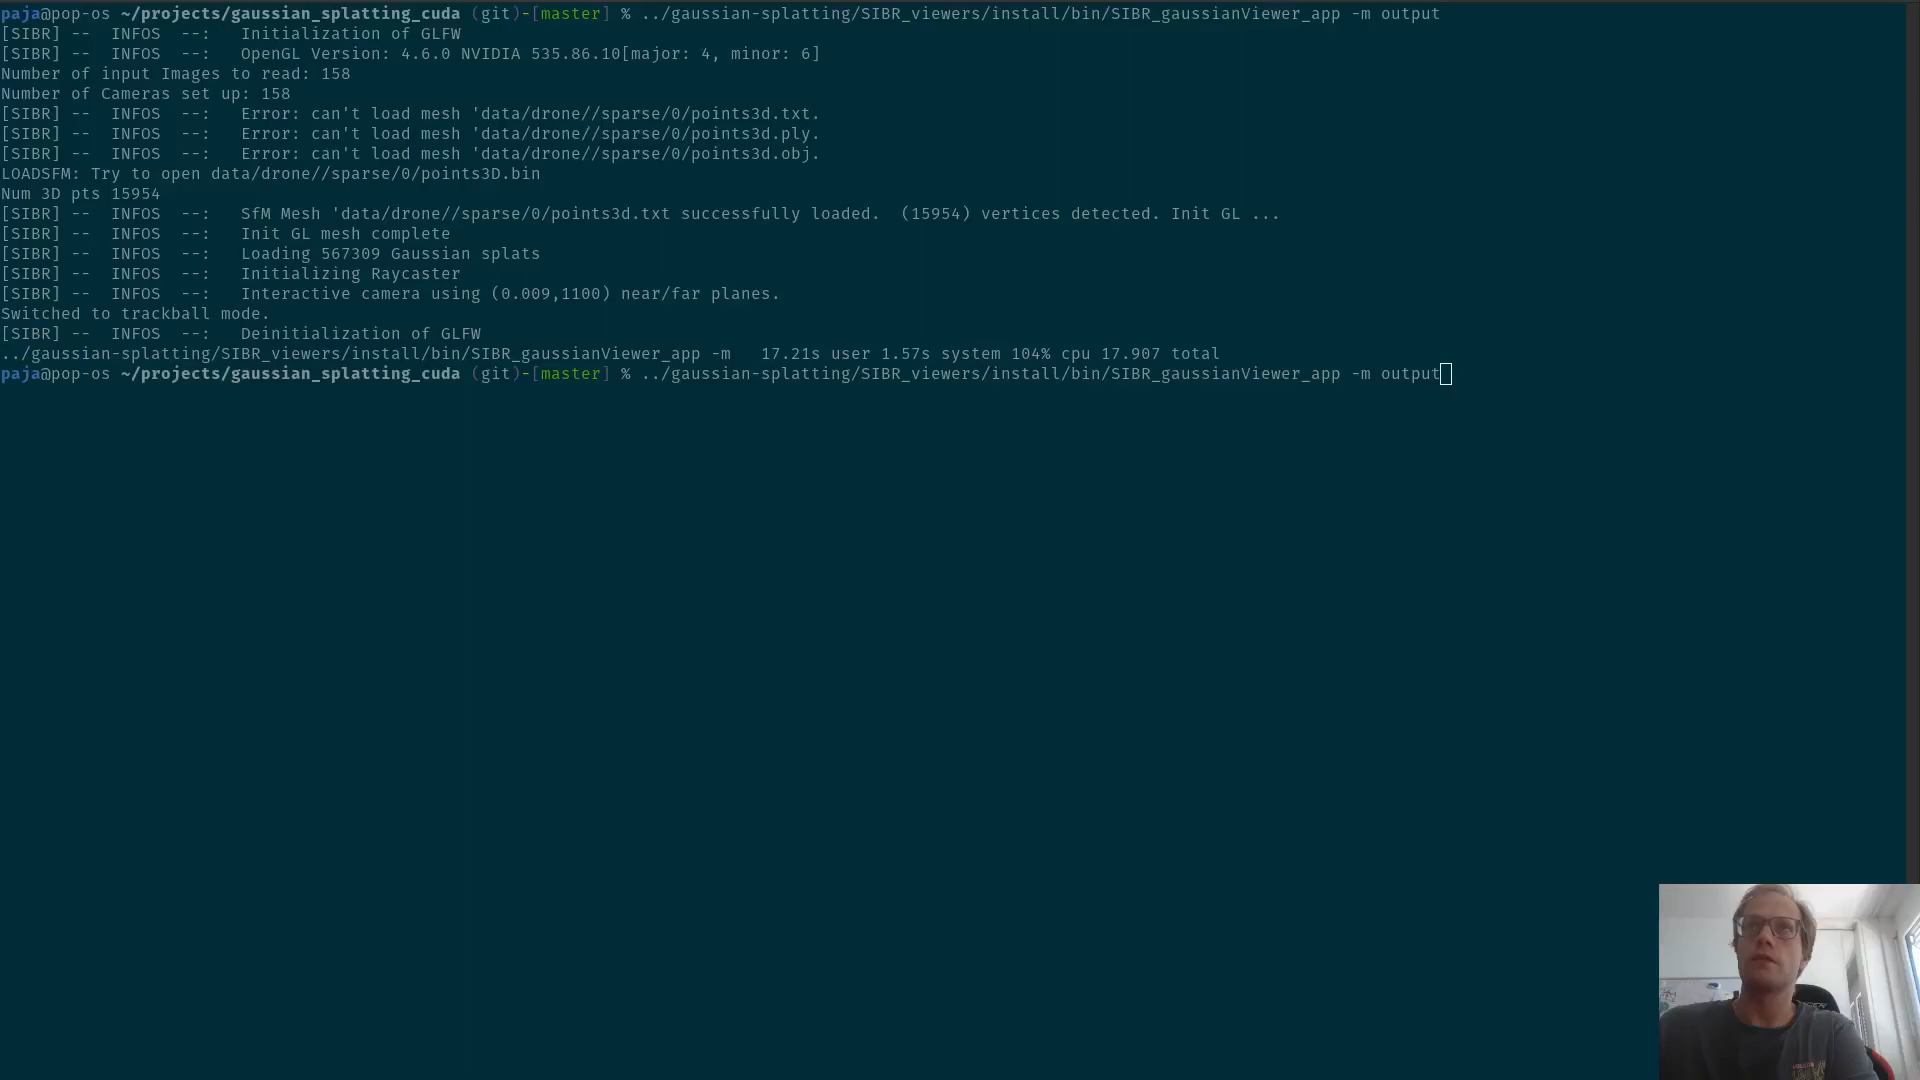 paja@pop-os ~/projects/gaussian_splatting_cuda (git)-[master] % ../gaussian-splatting/SIBR_viewers/install/bin/SIBR_gaussianViewer_app -m output
[SIBR] --  INFOS  --:   Initialization of GLFW
[SIBR] --  INFOS  --:   OpenGL Version: 4.6.0 NVIDIA 535.86.10[major: 4, minor: 6]
Number of input Images to read: 158
Number of Cameras set up: 158
[SIBR] --  INFOS  --:   Error: can't load mesh 'data/drone//sparse/0/points3d.txt.
[SIBR] --  INFOS  --:   Error: can't load mesh 'data/drone//sparse/0/points3d.ply.
[SIBR] --  INFOS  --:   Error: can't load mesh 'data/drone//sparse/0/points3d.obj.
LOADSFM: Try to open data/drone//sparse/0/points3D.bin
Num 3D pts 15954
[SIBR] --  INFOS  --:   SfM Mesh 'data/drone//sparse/0/points3d.txt successfully loaded.  (15954) vertices detected. Init GL ...
[SIBR] --  INFOS  --:   Init GL mesh complete
[SIBR] --  INFOS  --:   Loading 567309 Gaussian splats
[SIBR] --  INFOS  --:   Initializing Raycaster
[SIBR] --  INFOS  --:   Interactive camera using (0.009,1100) near/far planes.
Switched to trackball mode.
[SIBR] --  INFOS  --:   Deinitialization of GLFW
../gaussian-splatting/SIBR_viewers/install/bin/SIBR_gaussianViewer_app -m   17.21s user 1.57s system 104% cpu 17.907 total
paja@pop-os ~/projects/gaussian_splatting_cuda (git)-[master] % ../gaussian-splatting/SIBR_viewers/install/bin/SIBR_gaussianViewer_app -m output